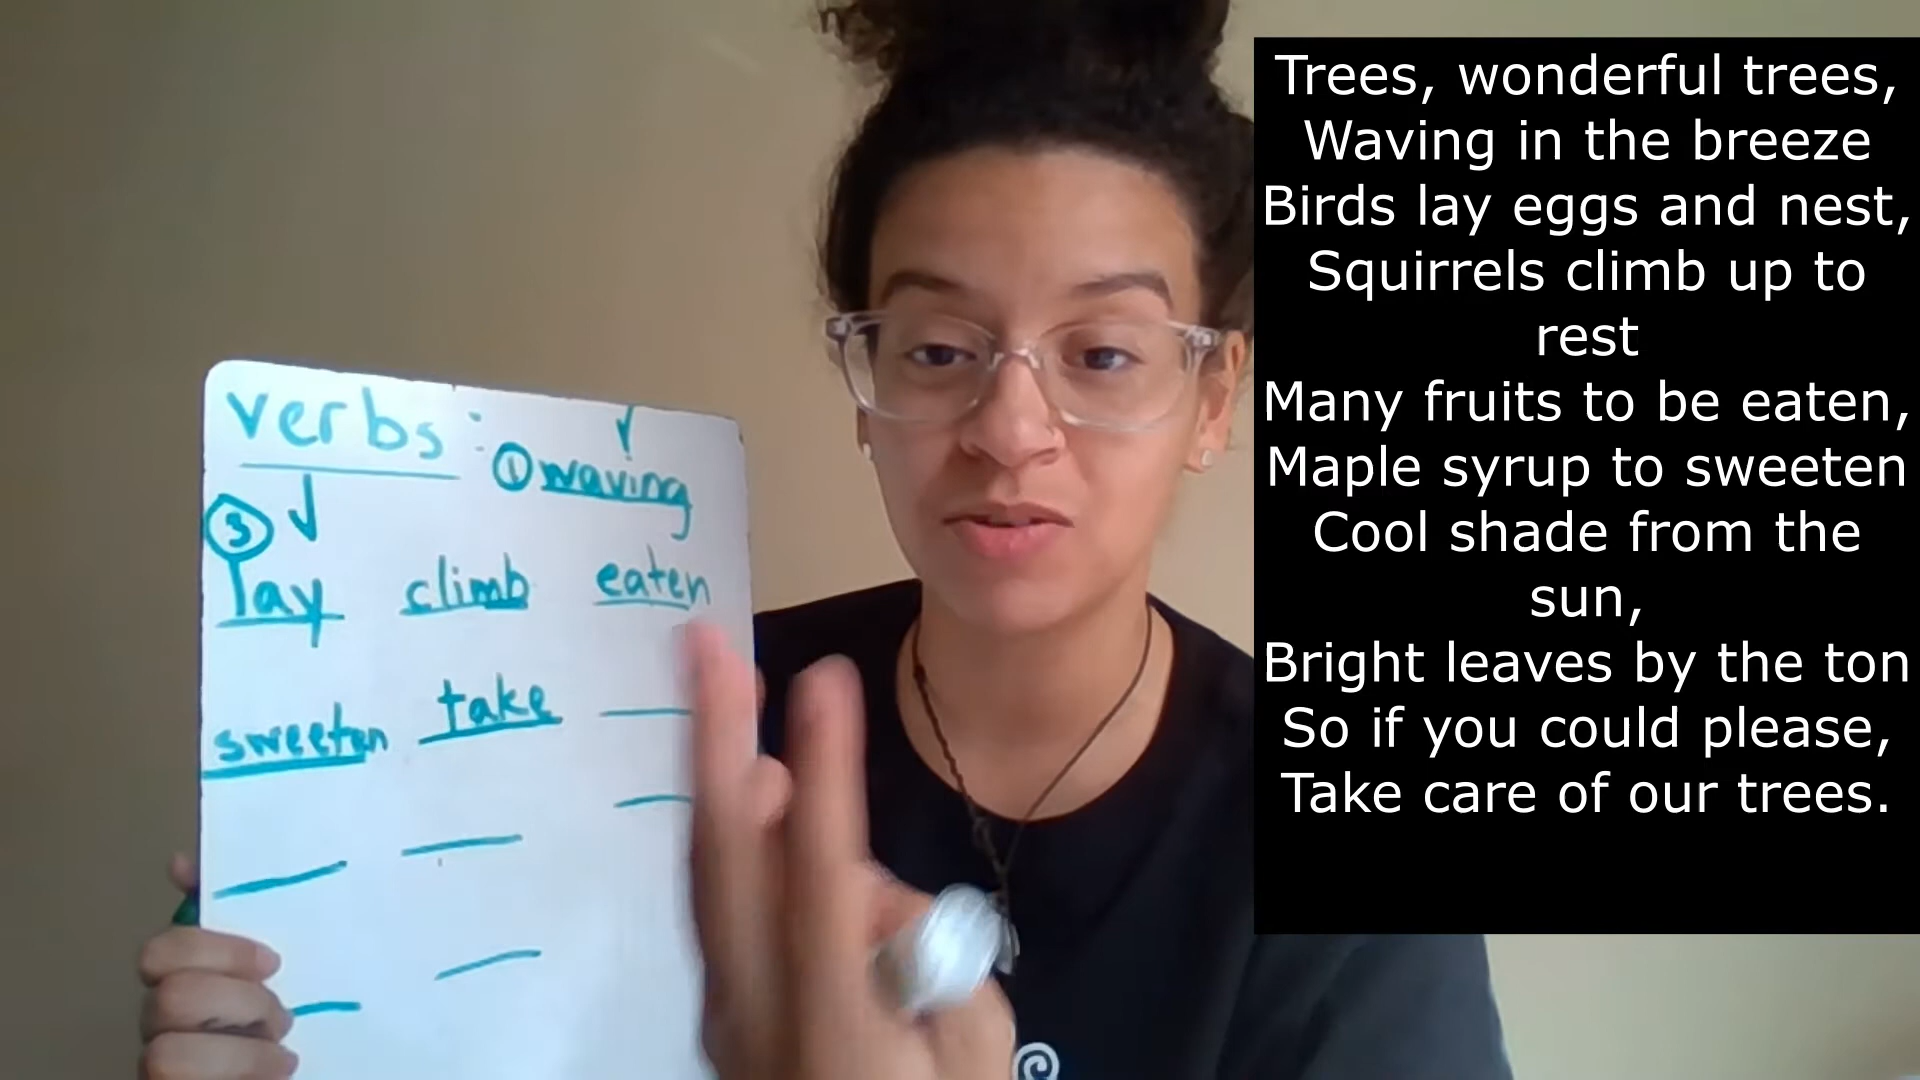 verbs:
① waving
③
lay climb eaten
sweeten take
Trees, wonderful trees,
Waving in the breeze
Birds lay eggs and nest,
Squirrels climb up to
rest
Many fruits to be eaten,
Maple syrup to sweeten
Cool shade from the
sun,
Bright leaves by the ton
So if you could please,
Take care of our trees.